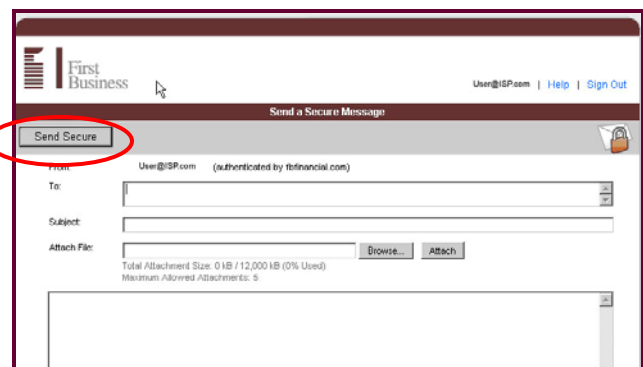 First
Business
User@ISP.com | Help | Sign Out
Send a Secure Message
Send Secure
From: User@ISP.com (authenticated by fbfinancial.com)
To:
Subject:
Attach File: Browse... Attach
Total Attachment Size: 0 kB / 12,000 kB (0% Used)
Maximum Allowed Attachments: 5